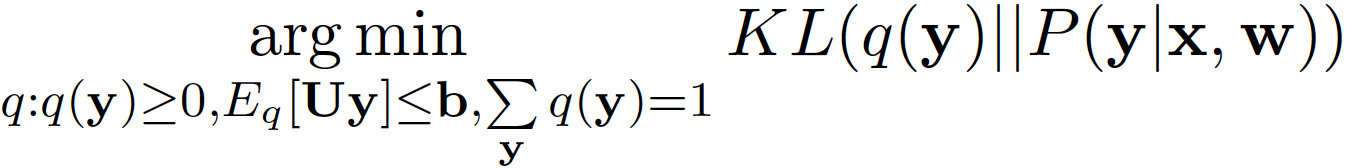 arg min KL(q(𝐲)||P(𝐲|𝐱, 𝐰))
q:q(𝐲)≥0,E_q[𝐔𝐲]≤𝐛,∑_𝐲 q(𝐲)=1